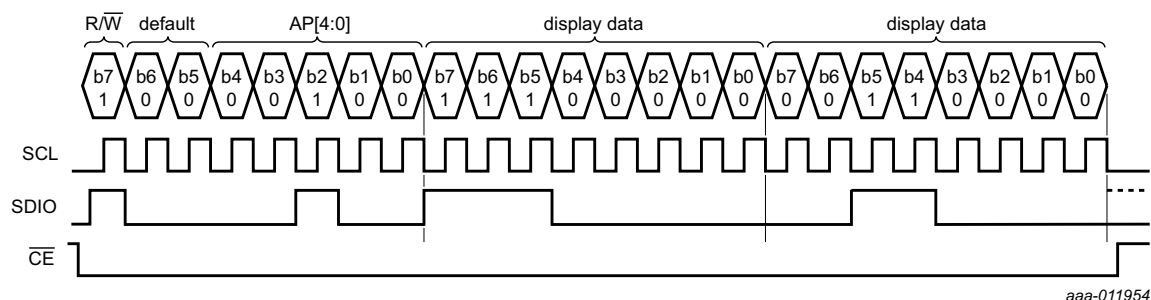 R/W default AP[4:0] display data display data
b7 b6 b5 b4 b3 b2 b1 b0 b7 b6 b5 b4 b3 b2 b1 b0 b7 b6 b5 b4 b3 b2 b1 b0
1 0 0 0 0 1 0 0 1 1 1 0 0 0 0 0 0 0 1 1 0 0 0 0
SCL
SDIO
CE
aaa-011954